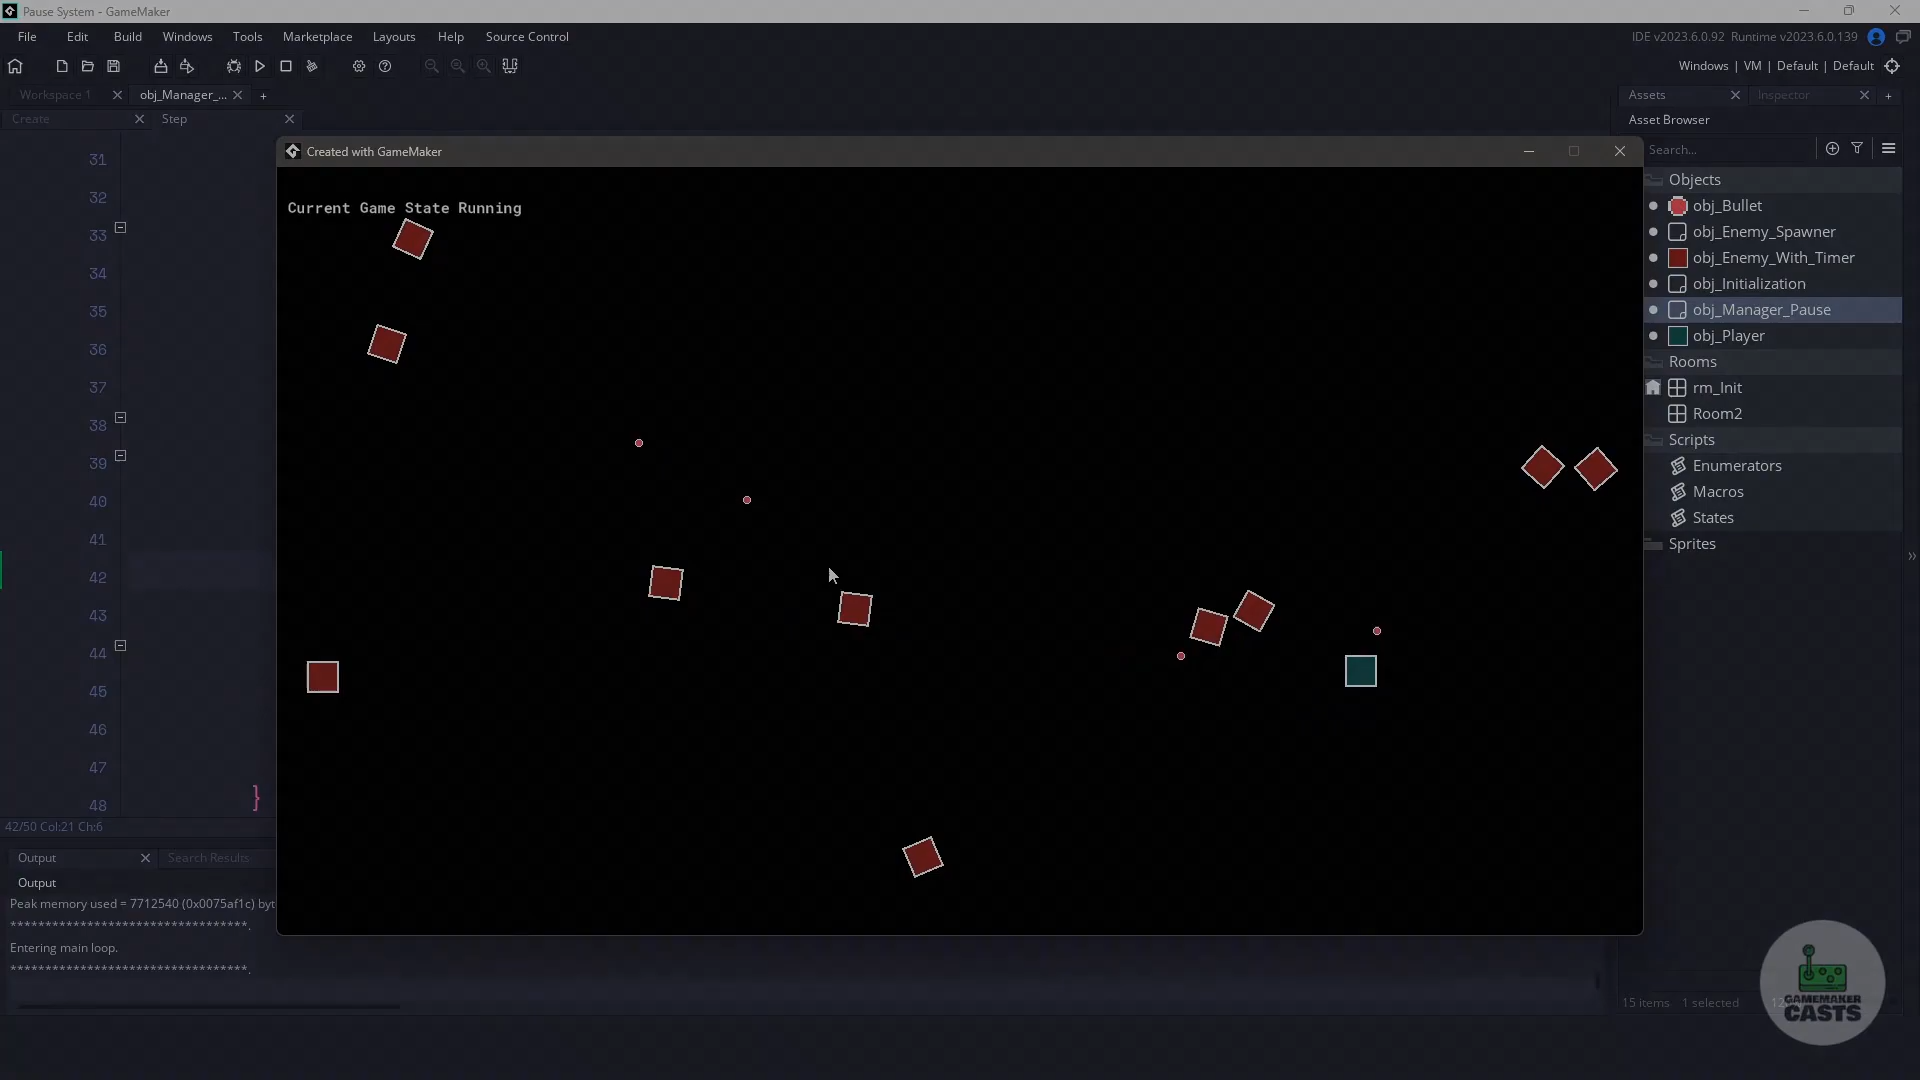 Pause System - GameMaker
File Edit Build Windows Tools Marketplace Layouts Help Source Control
IDE v2023.6.0.92 Runtime v2023.6.0.139
Windows | VM | Default | Default
Workspace 1 obj_Manager_... +
Create Step
31
32
33
34
35
36
37
38
39
40
41
42
43
44
45
46
47
48 }
42/50 Col:21 Ch:6
Created with GameMaker
Current Game State Running
Assets Inspector +
Asset Browser
Search...
Objects
obj_Bullet
obj_Enemy_Spawner
obj_Enemy_With_Timer
obj_Initialization
obj_Manager_Pause
obj_Player
Rooms
rm_Init
Room2
Scripts
Enumerators
Macros
States
Sprites
Output Search Results
Output
Peak memory used = 7712540 (0x0075af1c) byt
**********************************.
Entering main loop.
**********************************.
15 items 1 selected
GAMEMAKER
CASTS